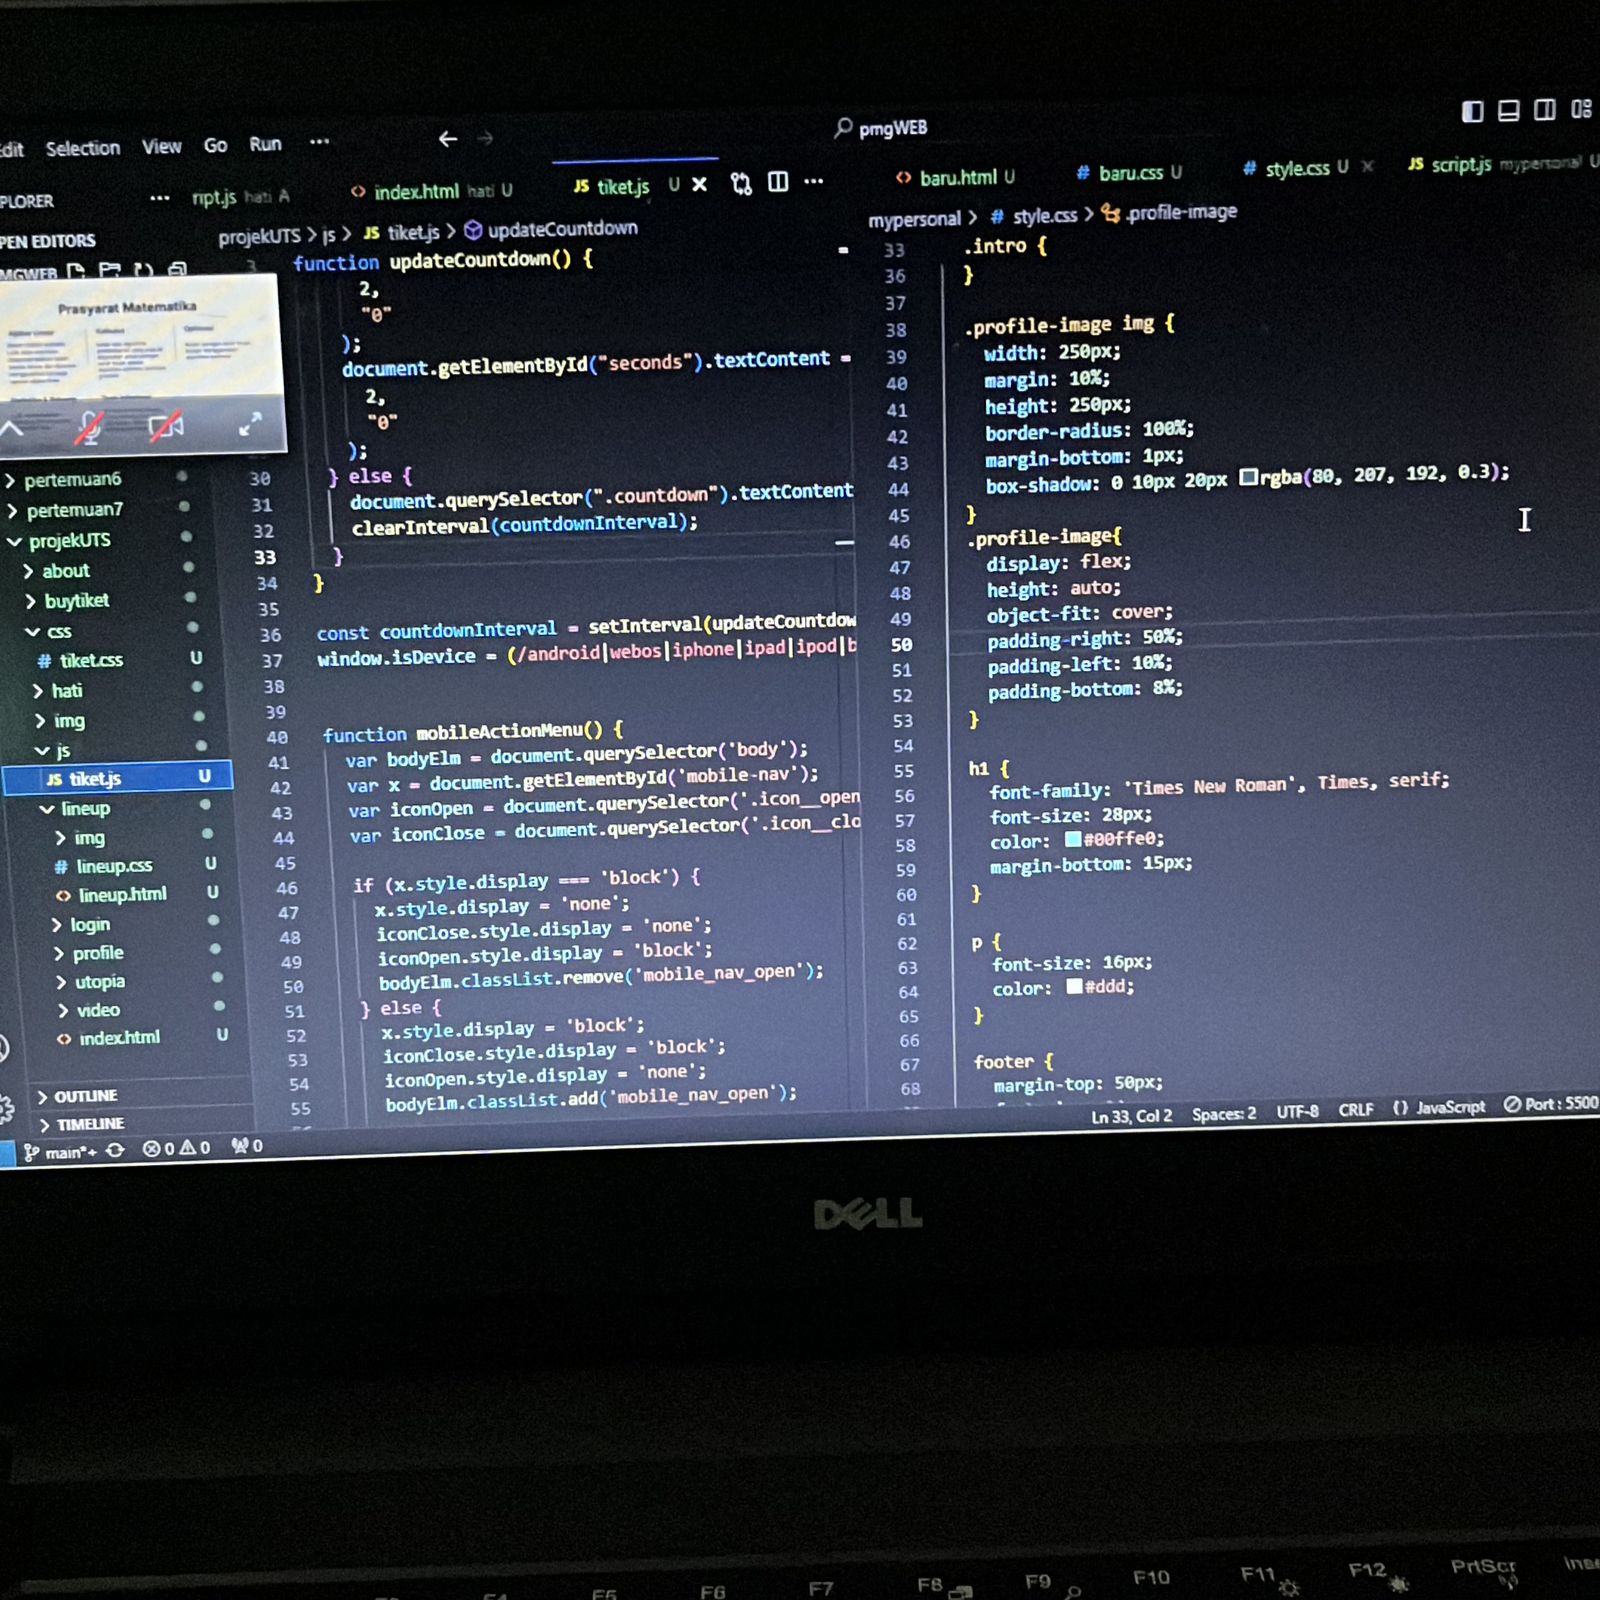 dit Selection View Go Run ··· pmgWEB
PLORER ···
ript.js hati A
index.html hati U
JS tiket.js U
projekUTS > js > JS tiket.js > updateCountdown
PEN EDITORS
MGWEB
Prasyarat Matematika
pertemuan6
pertemuan7
projekUTS
about
buytiket
css
# tiket.css U
hati
img
js
JS tiket.js U
lineup
img
# lineup.css U
<> lineup.html U
login
profile
utopia
video
<> index.html U
OUTLINE
TIMELINE
3 function updateCountdown() {
2,
"0"
);
document.getElementById("seconds").textContent =
2,
"0"
);
30 } else {
31 document.querySelector(".countdown").textContent
32 clearInterval(countdownInterval);
33 }
34 }
35
36 const countdownInterval = setInterval(updateCountdow
37 window.isDevice = (/android|webos|iphone|ipad|ipod|b
38
39
40 function mobileActionMenu() {
41 var bodyElm = document.querySelector('body');
42 var x = document.getElementById('mobile-nav');
43 var iconOpen = document.querySelector('.icon__open
44 var iconClose = document.querySelector('.icon__clo
45
46 if (x.style.display === 'block') {
47 x.style.display = 'none';
48 iconClose.style.display = 'none';
49 iconOpen.style.display = 'block';
50 bodyElm.classList.remove('mobile_nav_open');
51 } else {
52 x.style.display = 'block';
53 iconClose.style.display = 'block';
54 iconOpen.style.display = 'none';
55 bodyElm.classList.add('mobile_nav_open');
<> baru.html U
# baru.css U
# style.css U
JS script.js mypersonal U
mypersonal > # style.css > .profile-image
33 .intro {
36 }
37
38 .profile-image img {
39 width: 250px;
40 margin: 10%;
41 height: 250px;
42 border-radius: 100%;
43 margin-bottom: 1px;
44 box-shadow: 0 10px 20px rgba(80, 207, 192, 0.3);
45 }
46 .profile-image{
47 display: flex;
48 height: auto;
49 object-fit: cover;
50 padding-right: 50%;
51 padding-left: 10%;
52 padding-bottom: 8%;
53 }
54
55 h1 {
56 font-family: 'Times New Roman', Times, serif;
57 font-size: 28px;
58 color: #00ffe0;
59 margin-bottom: 15px;
60 }
61
62 p {
63 font-size: 16px;
64 color: #ddd;
65 }
66
67 footer {
68 margin-top: 50px;
main*+ 0 0 0 Ln 33, Col 2 Spaces: 2 UTF-8 CRLF {} JavaScript Port : 5500
DELL
F5 F6 F7 F8 F9 F10 F11 F12 PrtScr Inse